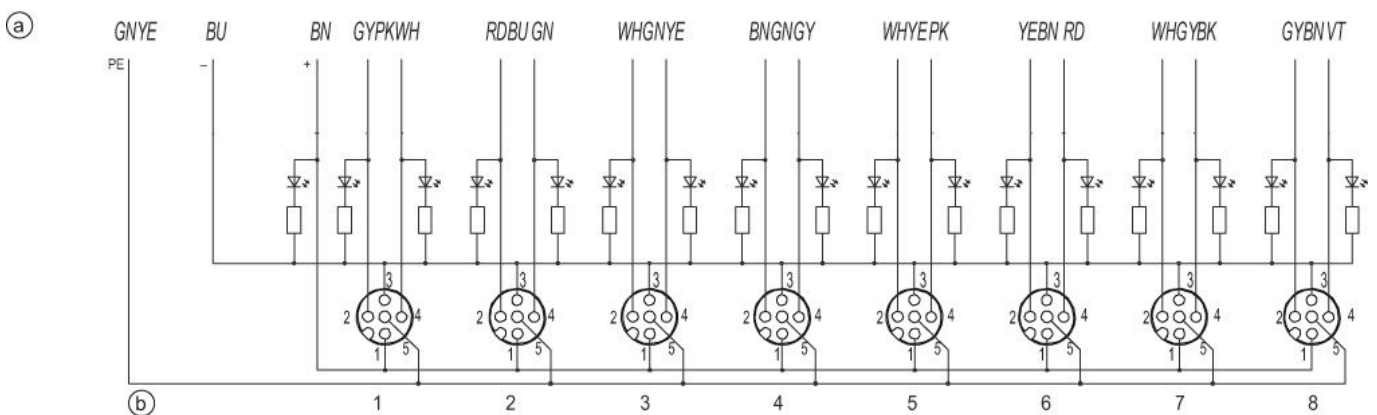 a GNYE BU BN GYPKWH RDBU GN WHGNYE BNGNGY WHYEPK YEBN RD WHGYBK GYBNVT
PE – +
3 3 3 3 3 3 3 3
2 4 2 4 2 4 2 4 2 4 2 4 2 4 2 4
1 5 1 5 1 5 1 5 1 5 1 5 1 5 1 5
b 1 2 3 4 5 6 7 8